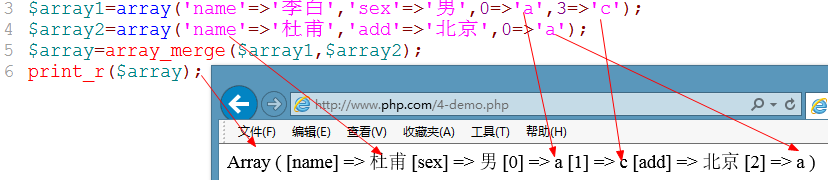 3 $array1=array('name'=>'李白','sex'=>'男',0=>'a',3=>'c');
4 $array2=array('name'=>'杜甫','add'=>'北京',0=>'a');
5 $array=array_merge($array1,$array2);
6 print_r($array);
http://www.php.com/4-demo.php
文件(F) 编辑(E) 查看(V) 收藏夹(A) 工具(T) 帮助(H)
Array ( [name] => 杜甫 [sex] => 男 [0] => a [1] => c [add] => 北京 [2] => a )